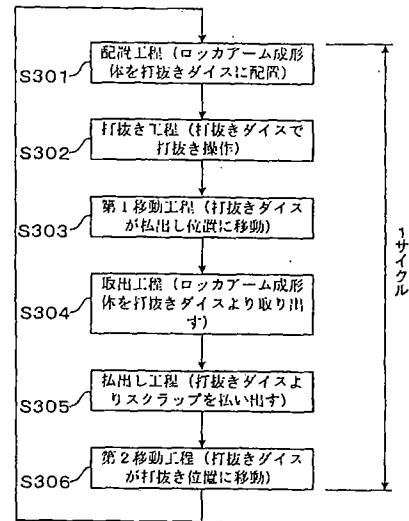 配置工程（ロッカアーム成形
体を打抜きダイスに配置）
S301
打抜き工程（打抜きダイスで
打抜き操作）
S302
第1移動工程（打抜きダイス
が払出し位置に移動）
S303
取出工程（ロッカアーム成形
体を打抜きダイスより取り出
す）
S304
払出し工程（打抜きダイスよ
りスクラップを払い出す）
S305
第2移動工程（打抜きダイス
が打抜き位置に移動）
S306
1サイクル